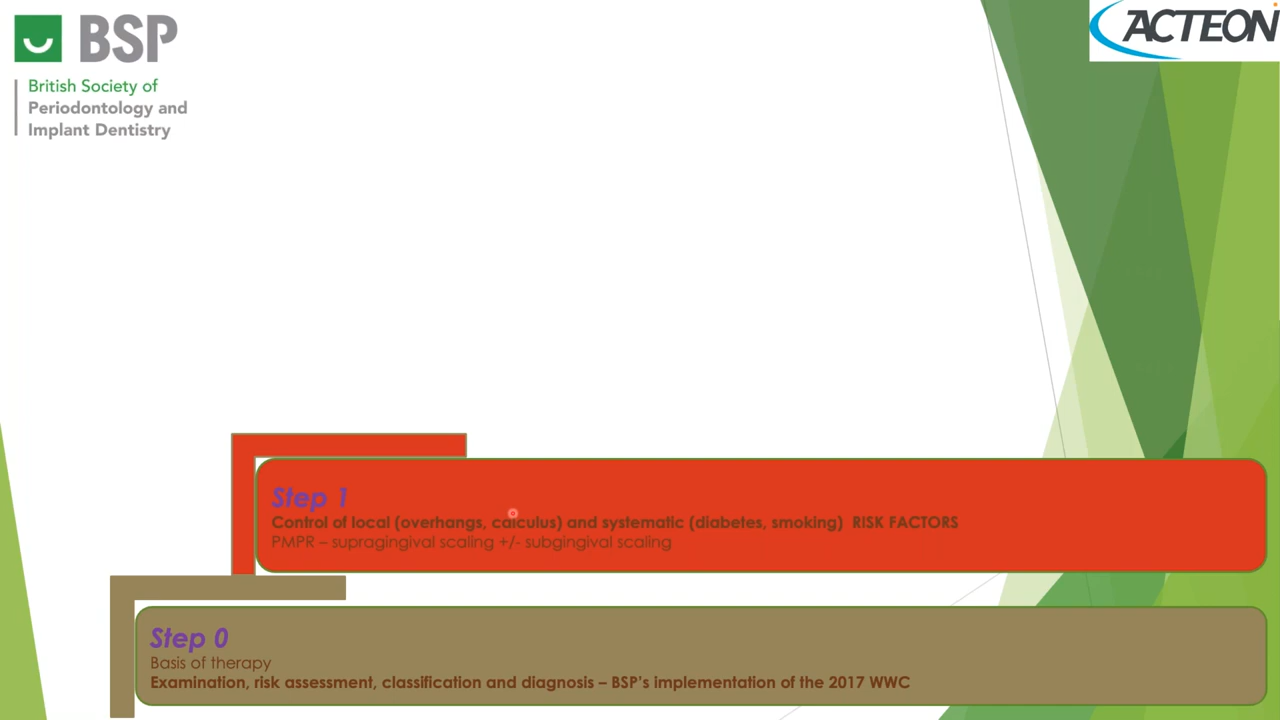 BSP
British Society of
Periodontology and
Implant Dentistry
ACTEON
Step 1
Control of local (overhangs, calculus) and systematic (diabetes, smoking) RISK FACTORS
PMPR – supragingival scaling +/- subgingival scaling
Step 0
Basis of therapy
Examination, risk assessment, classification and diagnosis – BSP's implementation of the 2017 WWC